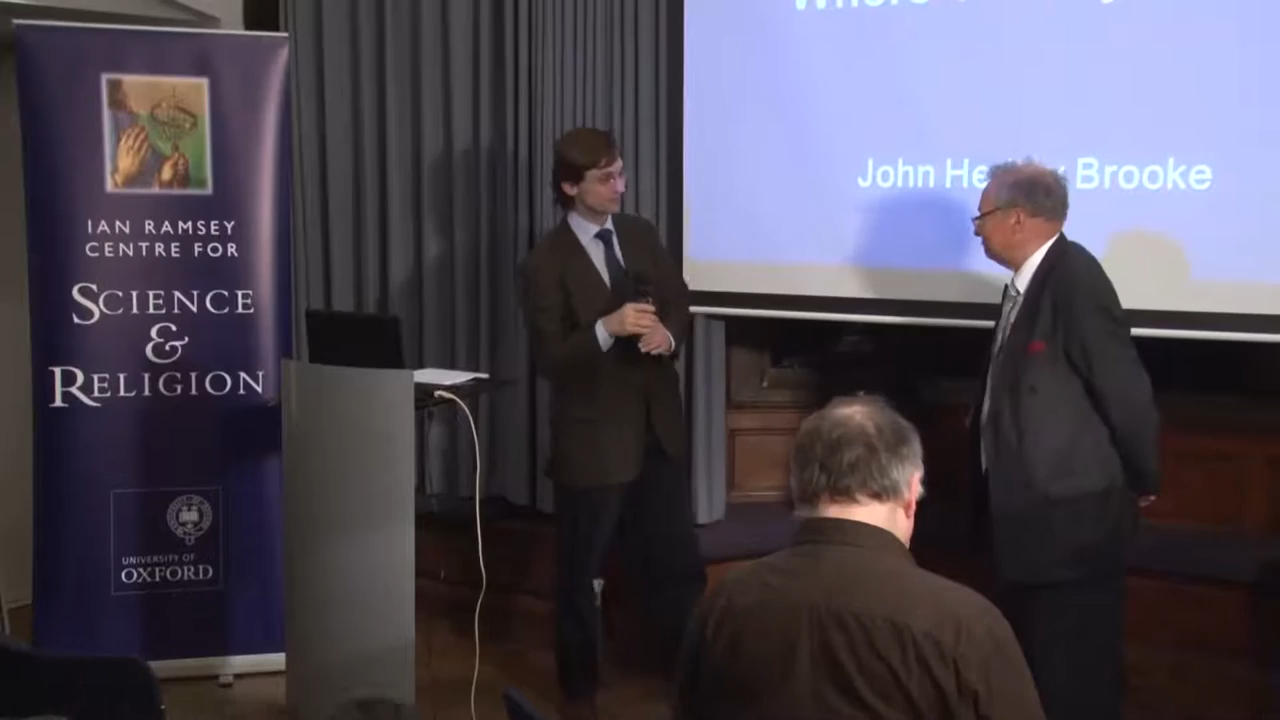 IAN RAMSEY
CENTRE FOR
SCIENCE
&
RELIGION
UNIVERSITY OF
OXFORD
John Brooke